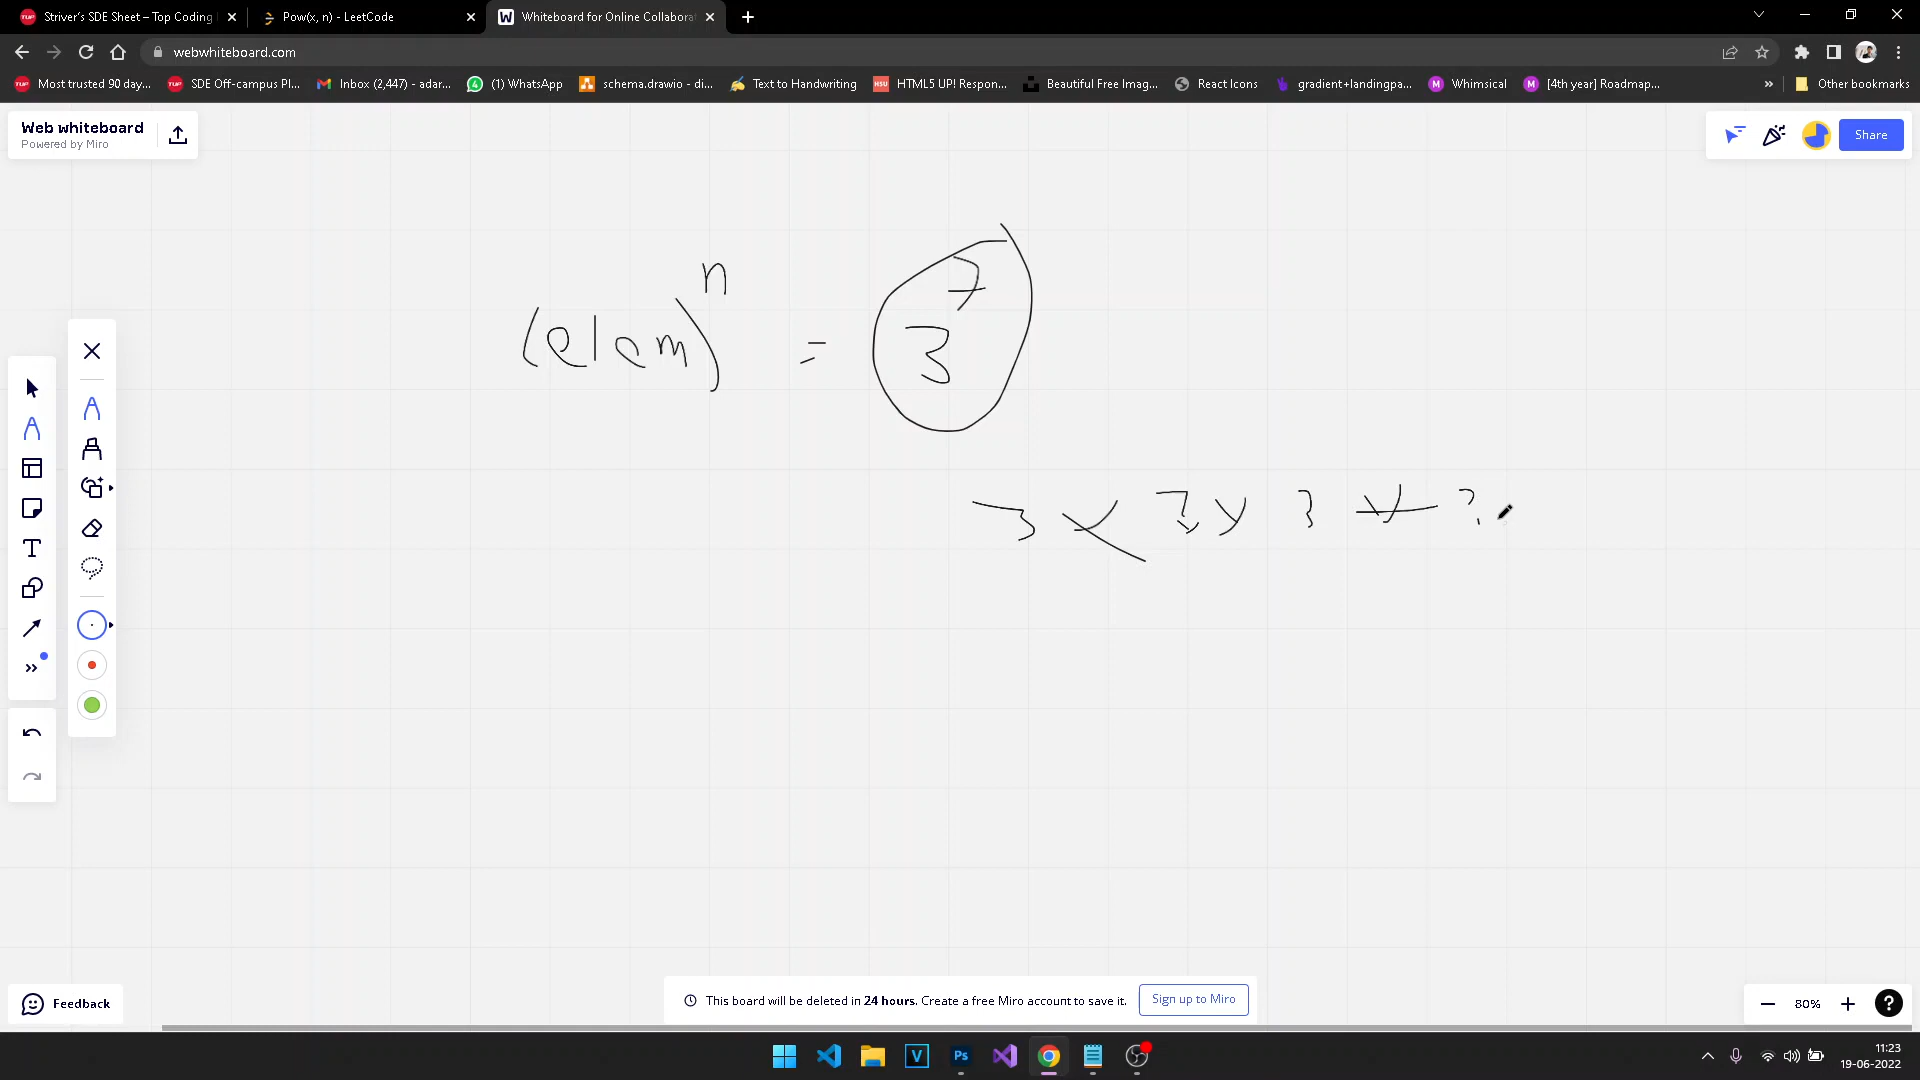 Striver's SDE Sheet – Top Coding
Pow(x, n) - LeetCode
Whiteboard for Online Collabora
webwhiteboard.com
Most trusted 90 day...
SDE Off-campus Pl...
Inbox (2,447) - adar...
(1) WhatsApp
schema.drawio - di...
Text to Handwriting
HTML5 UP! Respon...
Beautiful Free Imag...
React Icons
gradient+landingpa...
Whimsical
[4th year] Roadmap...
»
Other bookmarks
Web whiteboard
Powered by Miro
Share
(elem)^n = 3^7
Feedback
This board will be deleted in 24 hours. Create a free Miro account to save it.
Sign up to Miro
80%
11:23
19-06-2022